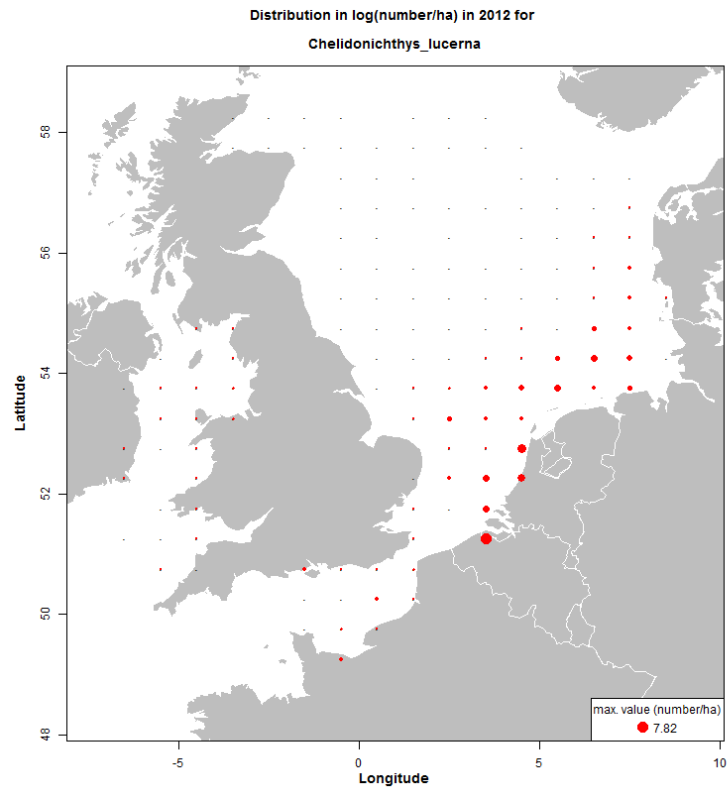 Distribution in log(number/ha) in 2012 for
Chelidonichthys_lucerna
58
56
54
52
50
48
Latitude
-5
0
5
10
Longitude
max. value (number/ha)
7.82